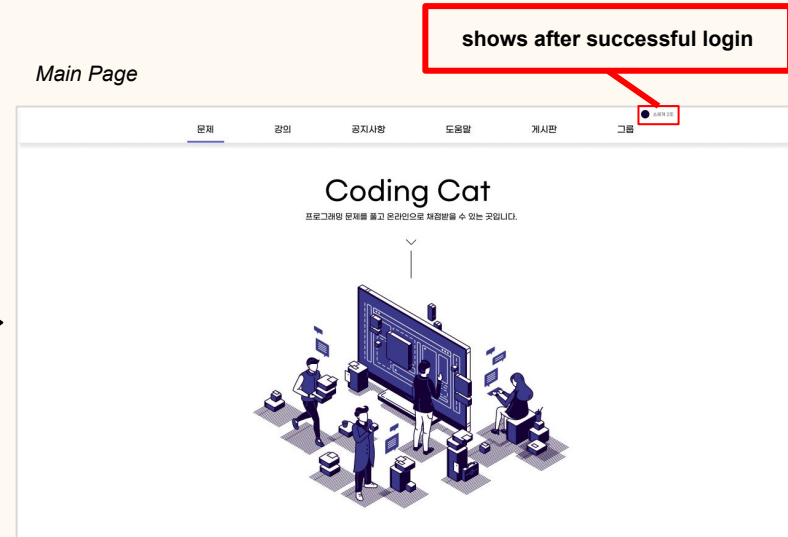 shows after successful login
Main Page
문제 강의 공지사항 도움말 게시판 그룹
Coding Cat
프로그래밍 문제를 풀고 온라인으로 채점받을 수 있는 곳입니다.